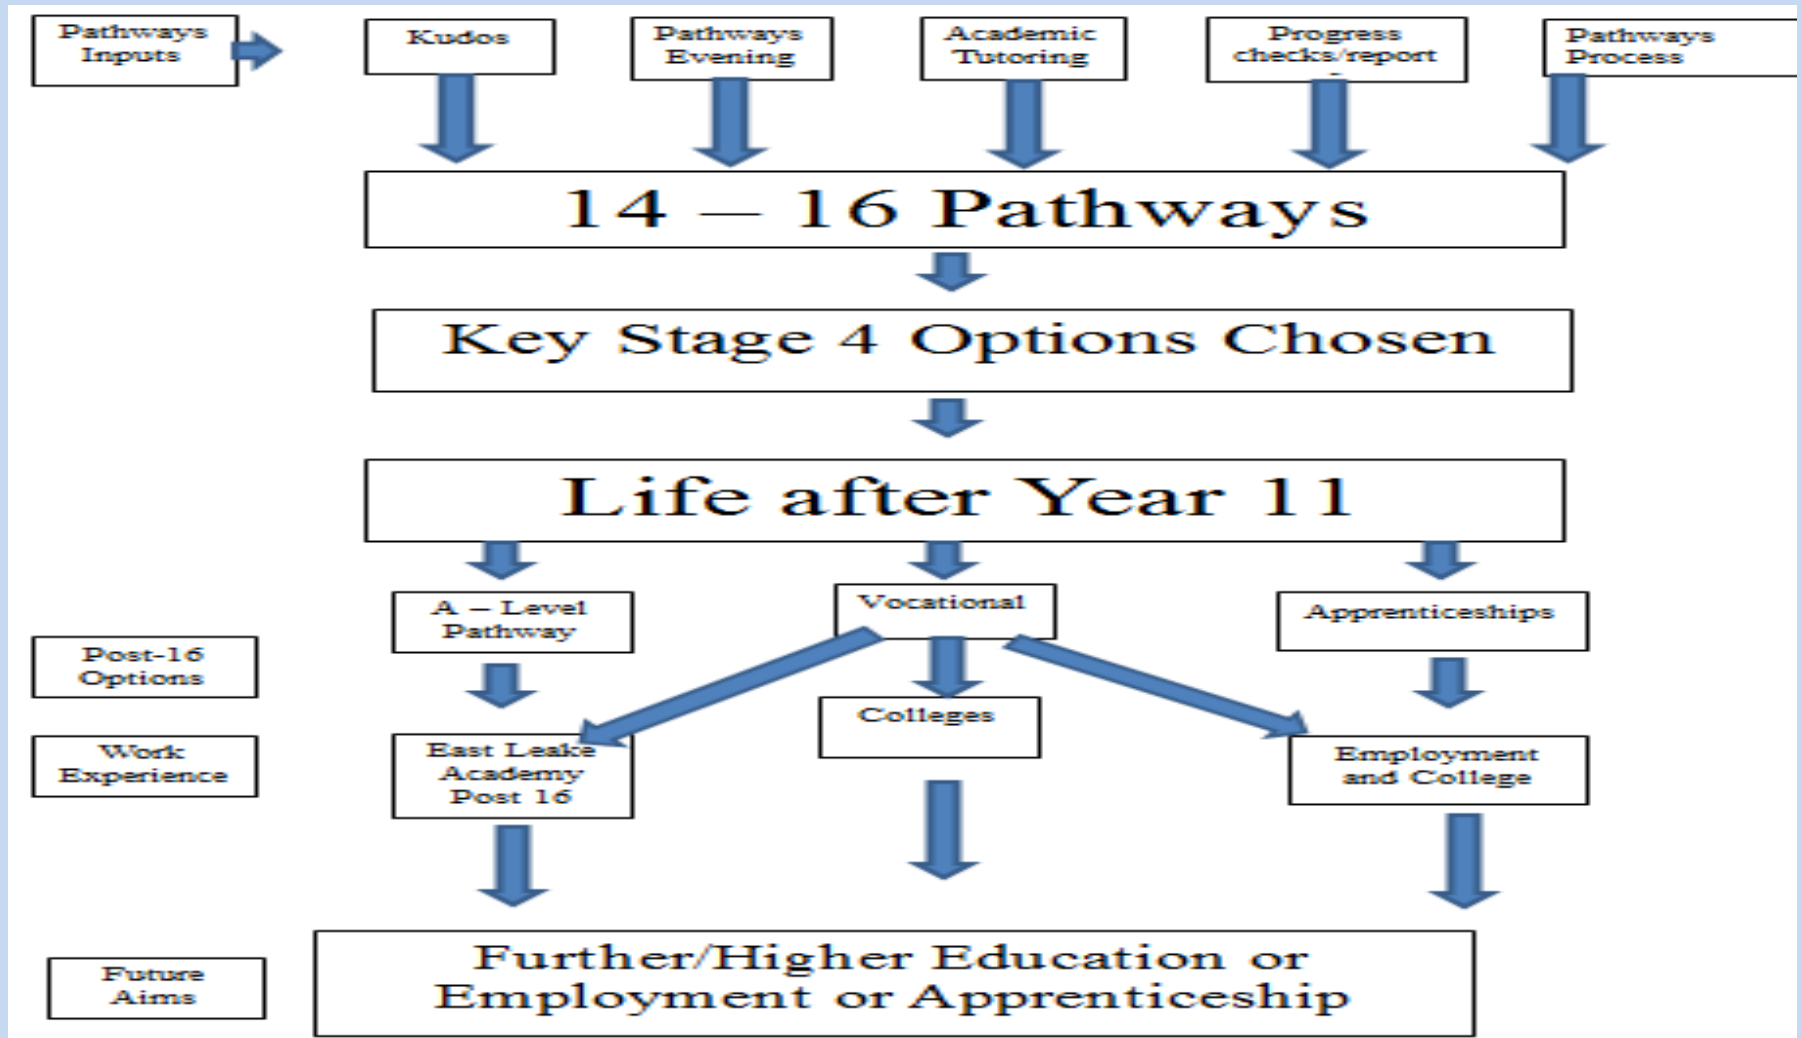 Pathways
Inputs
Kudos
Pathways
Evening
Academic
Tutoring
Progress
checks/report
Pathways
Process
14 – 16 Pathways
Key Stage 4 Options Chosen
Life after Year 11
A – Level
Pathway
Vocational
Apprenticeships
Post-16
Options
Colleges
Work
Experience
East Leake
Academy
Post 16
Employment
and College
Future
Aims
Further/Higher Education or
Employment or Apprenticeship